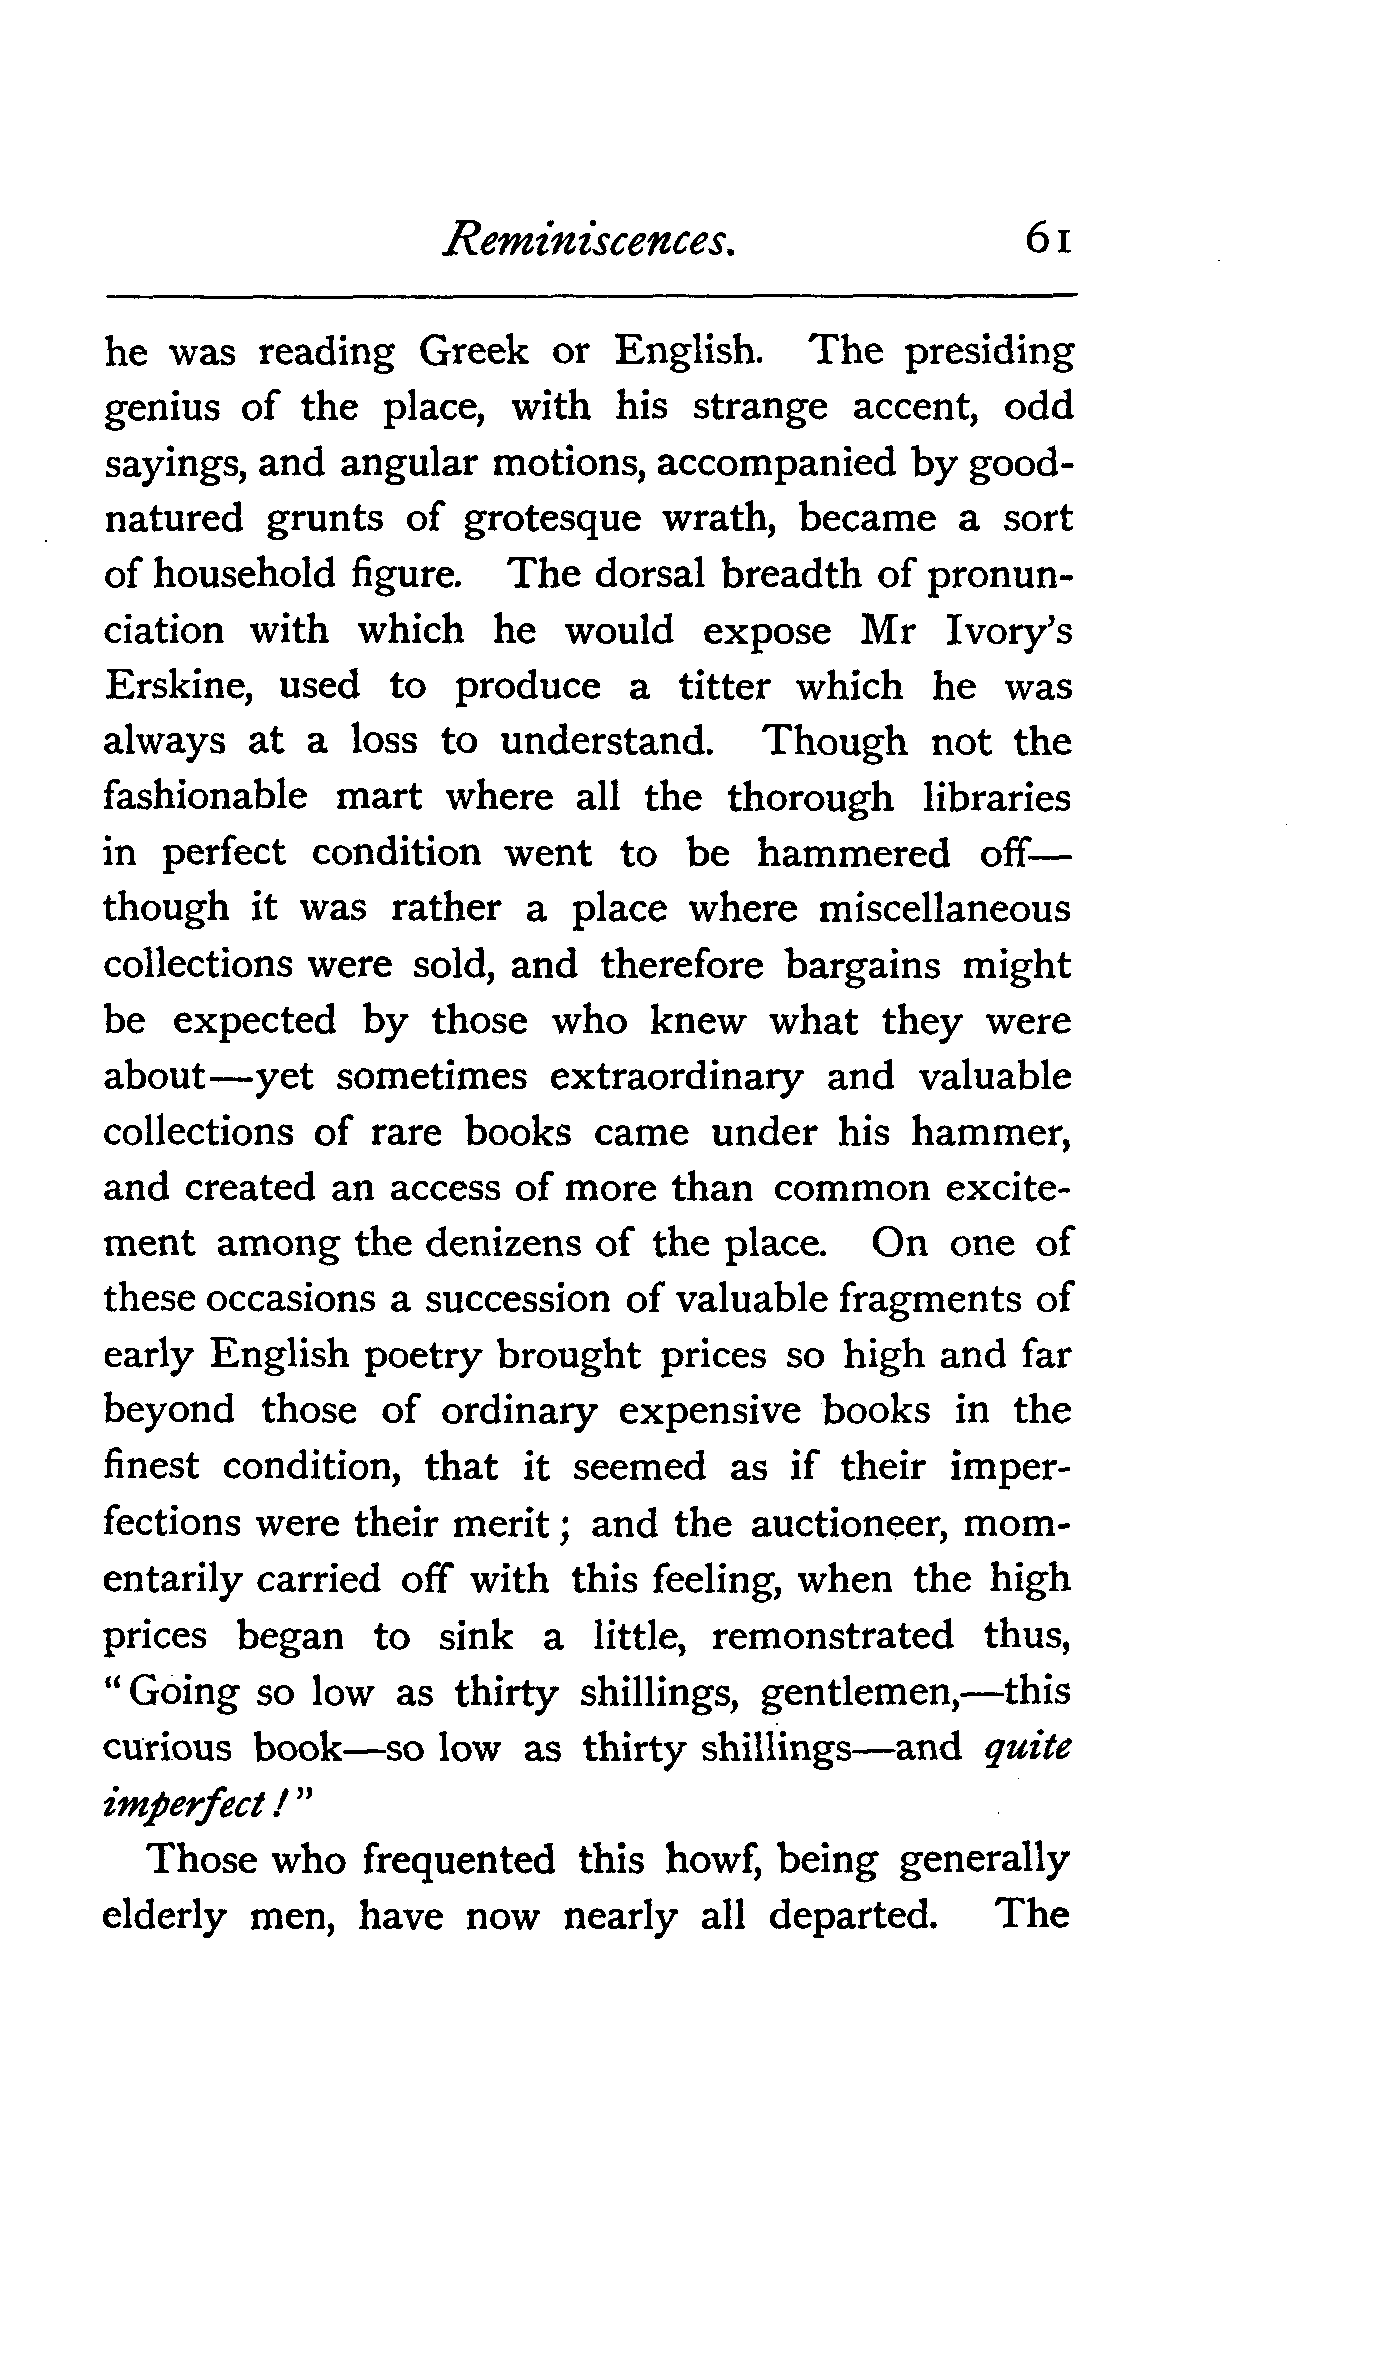 Reminiscences. 61
he was reading Greek or English. The presiding
genius of the place, with his strange accent, odd
sayings, and angular motions, accompanied by good-
natured grunts of grotesque wrath, became a sort
of household figure. The dorsal breadth of pronun-
ciation with which he would expose Mr Ivory's
Erskine, used to produce a titter which he was
always at a loss to understand. Though not the
fashionable mart where all the thorough libraries
in perfect condition went to be hammered off—
though it was rather a place where miscellaneous
collections were sold, and therefore bargains might
be expected by those who knew what they were
about—yet sometimes extraordinary and valuable
collections of rare books came under his hammer,
and created an access of more than common excite-
ment among the denizens of the place. On one of
these occasions a succession of valuable fragments of
early English poetry brought prices so high and far
beyond those of ordinary expensive books in the
finest condition, that it seemed as if their imper-
fections were their merit; and the auctioneer, mom-
entarily carried off with this feeling, when the high
prices began to sink a little, remonstrated thus,
"Going so low as thirty shillings, gentlemen,—this
curious book—so low as thirty shillings—and quite
imperfect!"
Those who frequented this howf, being generally
elderly men, have now nearly all departed. The